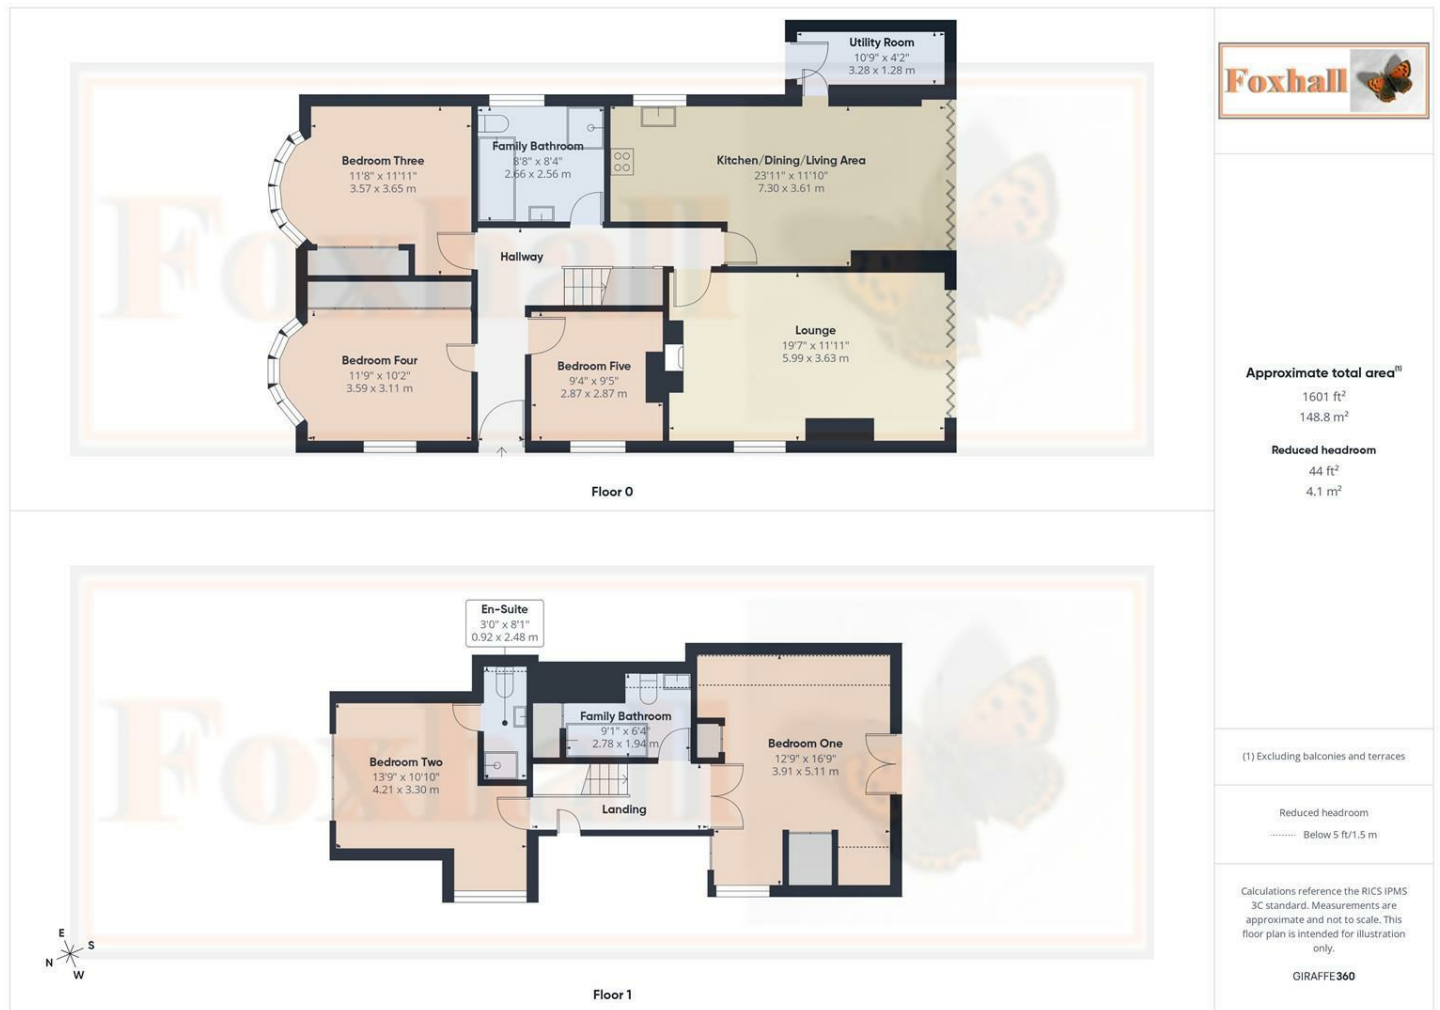 Utility Room
10'9" x 4'2"
3.28 x 1.28 m
Bedroom Three
11'8" x 11'11"
3.57 x 3.65 m
Family Bathroom
8'8" x 8'4"
2.66 x 2.56 m
Kitchen/Dining/Living Area
23'11" x 11'10"
7.30 x 3.61 m
Hallway
Bedroom Four
11'9" x 10'2"
3.59 x 3.11 m
Bedroom Five
9'4" x 9'5"
2.87 x 2.87 m
Lounge
19'7" x 11'11"
5.99 x 3.63 m
Foxhall
Floor 0
En-Suite
3'0" x 8'1"
0.92 x 2.48 m
Family Bathroom
9'1" x 6'4"
2.78 x 1.94 m
Bedroom Two
13'9" x 10'10"
4.21 x 3.30 m
Bedroom One
12'9" x 16'9"
3.91 x 5.11 m
Landing
Foxhall
E
S
N
W
Floor 1
Foxhall
Approximate total area(1)
1601 ft²
148.8 m²
Reduced headroom
44 ft²
4.1 m²
(1) Excluding balconies and terraces
Reduced headroom
Below 5 ft/1.5 m
Calculations reference the RICS IPMS
3C standard. Measurements are
approximate and not to scale. This
floor plan is intended for illustration
only.
GIRAFFE360